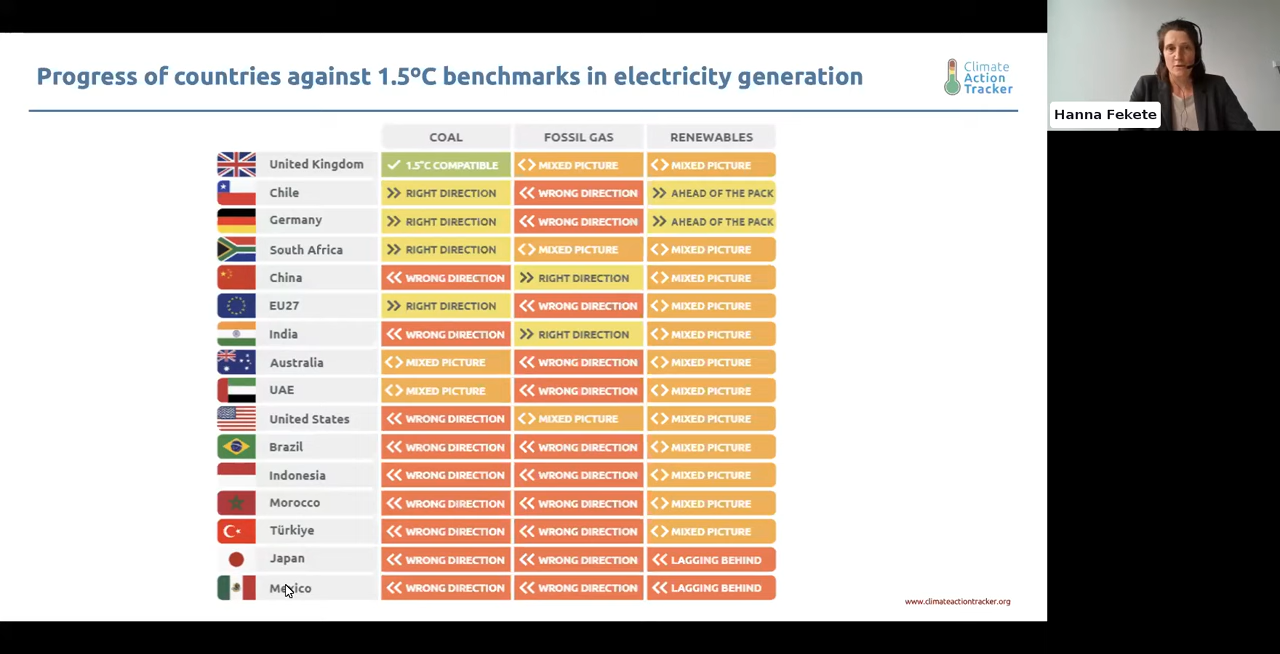 Progress of countries against 1.5ºC benchmarks in electricity generation
Climate
Action
Tracker
Hanna Fekete
COAL FOSSIL GAS RENEWABLES
United Kingdom 1.5°C COMPATIBLE MIXED PICTURE MIXED PICTURE
Chile RIGHT DIRECTION WRONG DIRECTION AHEAD OF THE PACK
Germany RIGHT DIRECTION WRONG DIRECTION AHEAD OF THE PACK
South Africa RIGHT DIRECTION MIXED PICTURE MIXED PICTURE
China WRONG DIRECTION RIGHT DIRECTION MIXED PICTURE
EU27 RIGHT DIRECTION WRONG DIRECTION MIXED PICTURE
India WRONG DIRECTION RIGHT DIRECTION MIXED PICTURE
Australia MIXED PICTURE WRONG DIRECTION MIXED PICTURE
UAE MIXED PICTURE WRONG DIRECTION MIXED PICTURE
United States WRONG DIRECTION MIXED PICTURE MIXED PICTURE
Brazil WRONG DIRECTION WRONG DIRECTION MIXED PICTURE
Indonesia WRONG DIRECTION WRONG DIRECTION MIXED PICTURE
Morocco WRONG DIRECTION WRONG DIRECTION MIXED PICTURE
Türkiye WRONG DIRECTION WRONG DIRECTION MIXED PICTURE
Japan WRONG DIRECTION WRONG DIRECTION LAGGING BEHIND
Mexico WRONG DIRECTION WRONG DIRECTION LAGGING BEHIND
www.climateactiontracker.org